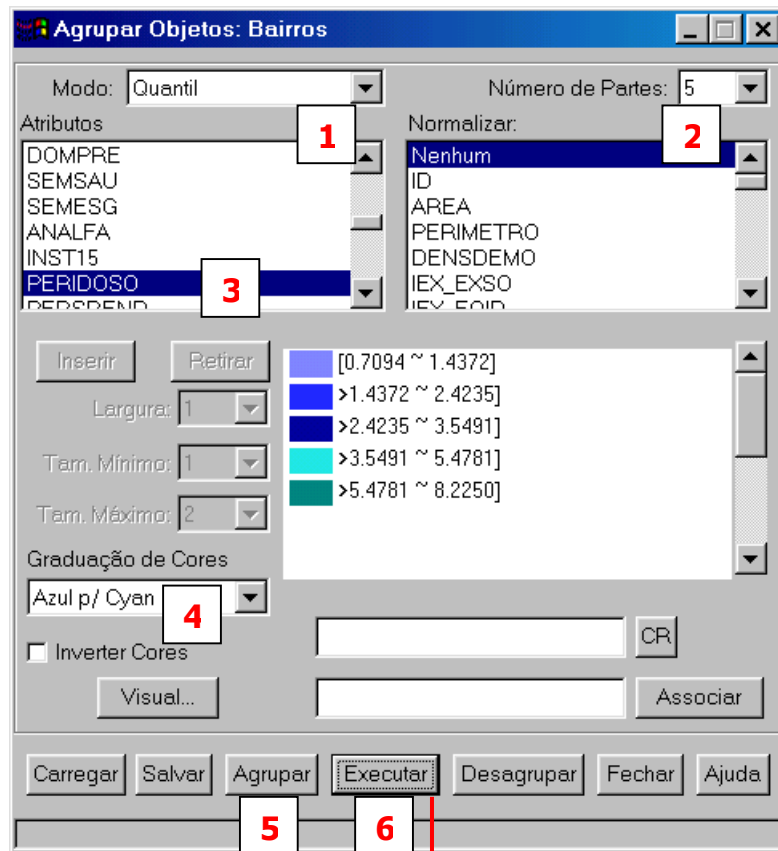 Agrupar Objetos: Bairros
Modo: Quantil
Número de Partes: 5
1
2
Atributos
Normalizar:
DOMPRE
SEMSAU
SEMESG
ANALFA
INST15
PERIDOSO
3
Nenhum
ID
AREA
PERIMETRO
DENSDEMO
IEX_EXSO
Inserir
Retirar
Largura: 1
Tam. Mínimo: 1
Tam. Máximo: 2
[0.7094 ~ 1.4372]
>1.4372 ~ 2.4235]
>2.4235 ~ 3.5491]
>3.5491 ~ 5.4781]
>5.4781 ~ 8.2250]
Graduação de Cores
Azul p/ Cyan
4
Inverter Cores
CR
Visual...
Associar
Carregar Salvar Agrupar Executar Desagrupar Fechar Ajuda
5
6